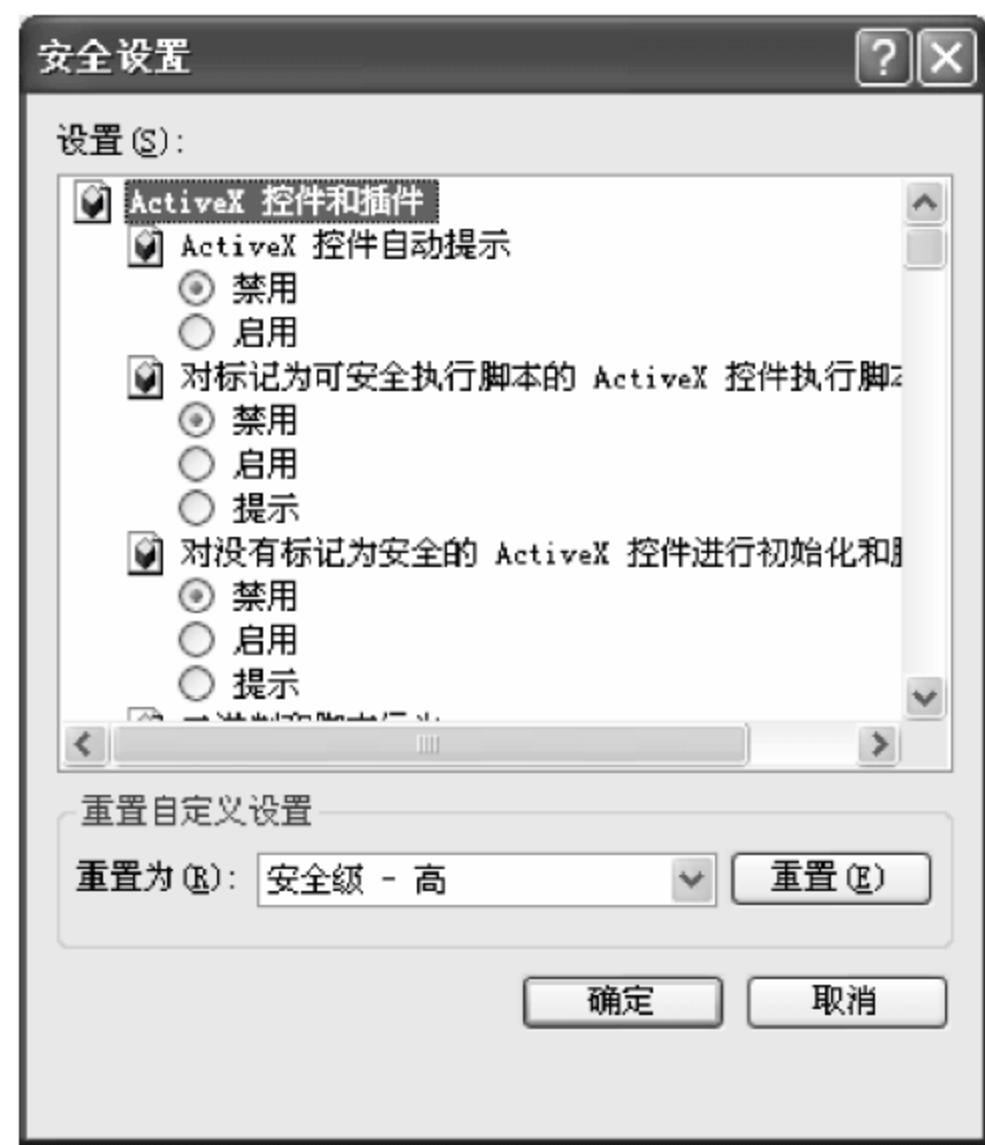 安全设置
设置(S):
ActiveX 控件和插件
ActiveX 控件自动提示
禁用
启用
对标记为可安全执行脚本的 ActiveX 控件执行脚
禁用
启用
提示
对没有标记为安全的 ActiveX 控件进行初始化和
禁用
启用
提示
重置自定义设置
重置为(R): 安全级 - 高 重置(E)
确定 取消